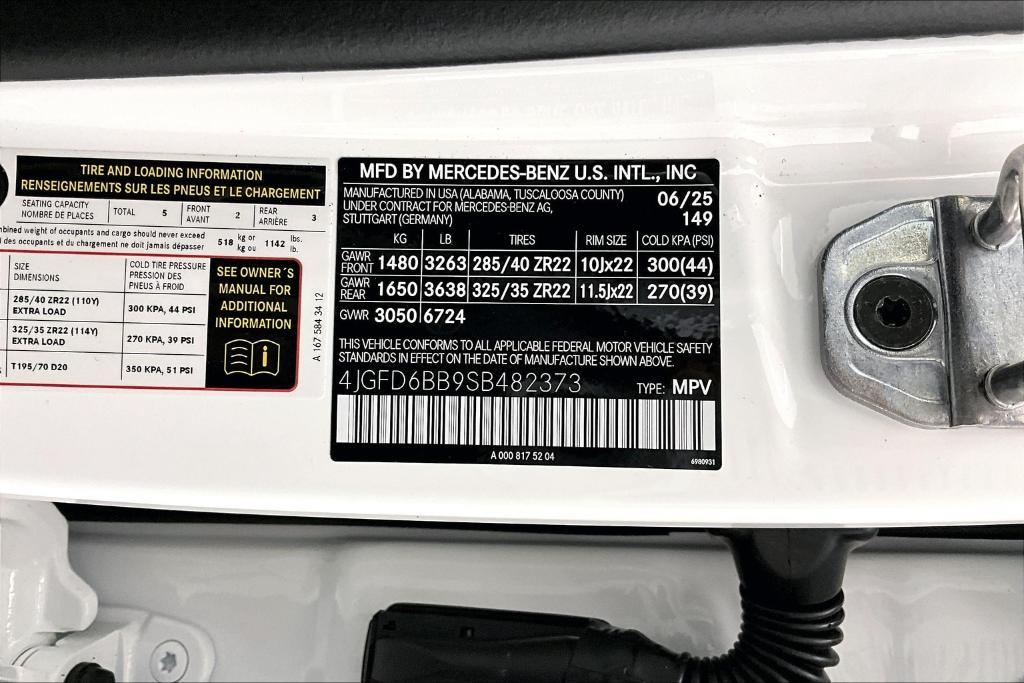 TIRE AND LOADING INFORMATION
RENSEIGNEMENTS SUR LES PNEUS ET LE CHARGEMENT
SEATING CAPACITY
NOMBRE DE PLACES
TOTAL 5
FRONT
AVANT 2
REAR
ARRIÈRE 3
weight of occupants and cargo should never exceed
des occupants et du chargement ne doit jamais dépasser
518 kg or
kg ou
1142 lbs.
lb.
SIZE
DIMENSIONS
COLD TIRE PRESSURE
PRESSION DES
PNEUS À FROID
285/40 ZR22 (110Y)
EXTRA LOAD
300 KPA, 44 PSI
325/35 ZR22 (114Y)
EXTRA LOAD
270 KPA, 39 PSI
T195/70 D20
350 KPA, 51 PSI
SEE OWNER´S
MANUAL FOR
ADDITIONAL
INFORMATION
i
A 167 584 34 12
MFD BY MERCEDES-BENZ U.S. INTL., INC
MANUFACTURED IN USA (ALABAMA, TUSCALOOSA COUNTY)
UNDER CONTRACT FOR MERCEDES-BENZ AG,
STUTTGART (GERMANY)
06/25
149
KG LB TIRES RIM SIZE COLD KPA (PSI)
GAWR
FRONT 1480 3263 285/40 ZR22 10Jx22 300(44)
GAWR
REAR 1650 3638 325/35 ZR22 11.5Jx22 270(39)
GVWR 3050 6724
THIS VEHICLE CONFORMS TO ALL APPLICABLE FEDERAL MOTOR VEHICLE SAFETY
STANDARDS IN EFFECT ON THE DATE OF MANUFACTURE SHOWN ABOVE.
4JGFD6BB9SB482373 TYPE: MPV
A 000 817 52 04
6980931